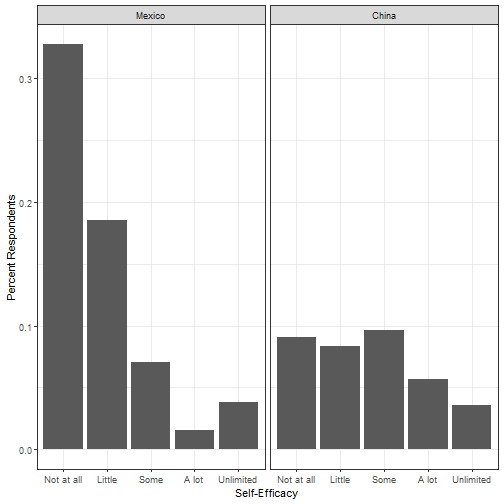 Mexico China
Percent Respondents
0.3
0.2
0.1
0.0
Not at all Little Some A lot Unlimited Not at all Little Some A lot Unlimited
Self-Efficacy